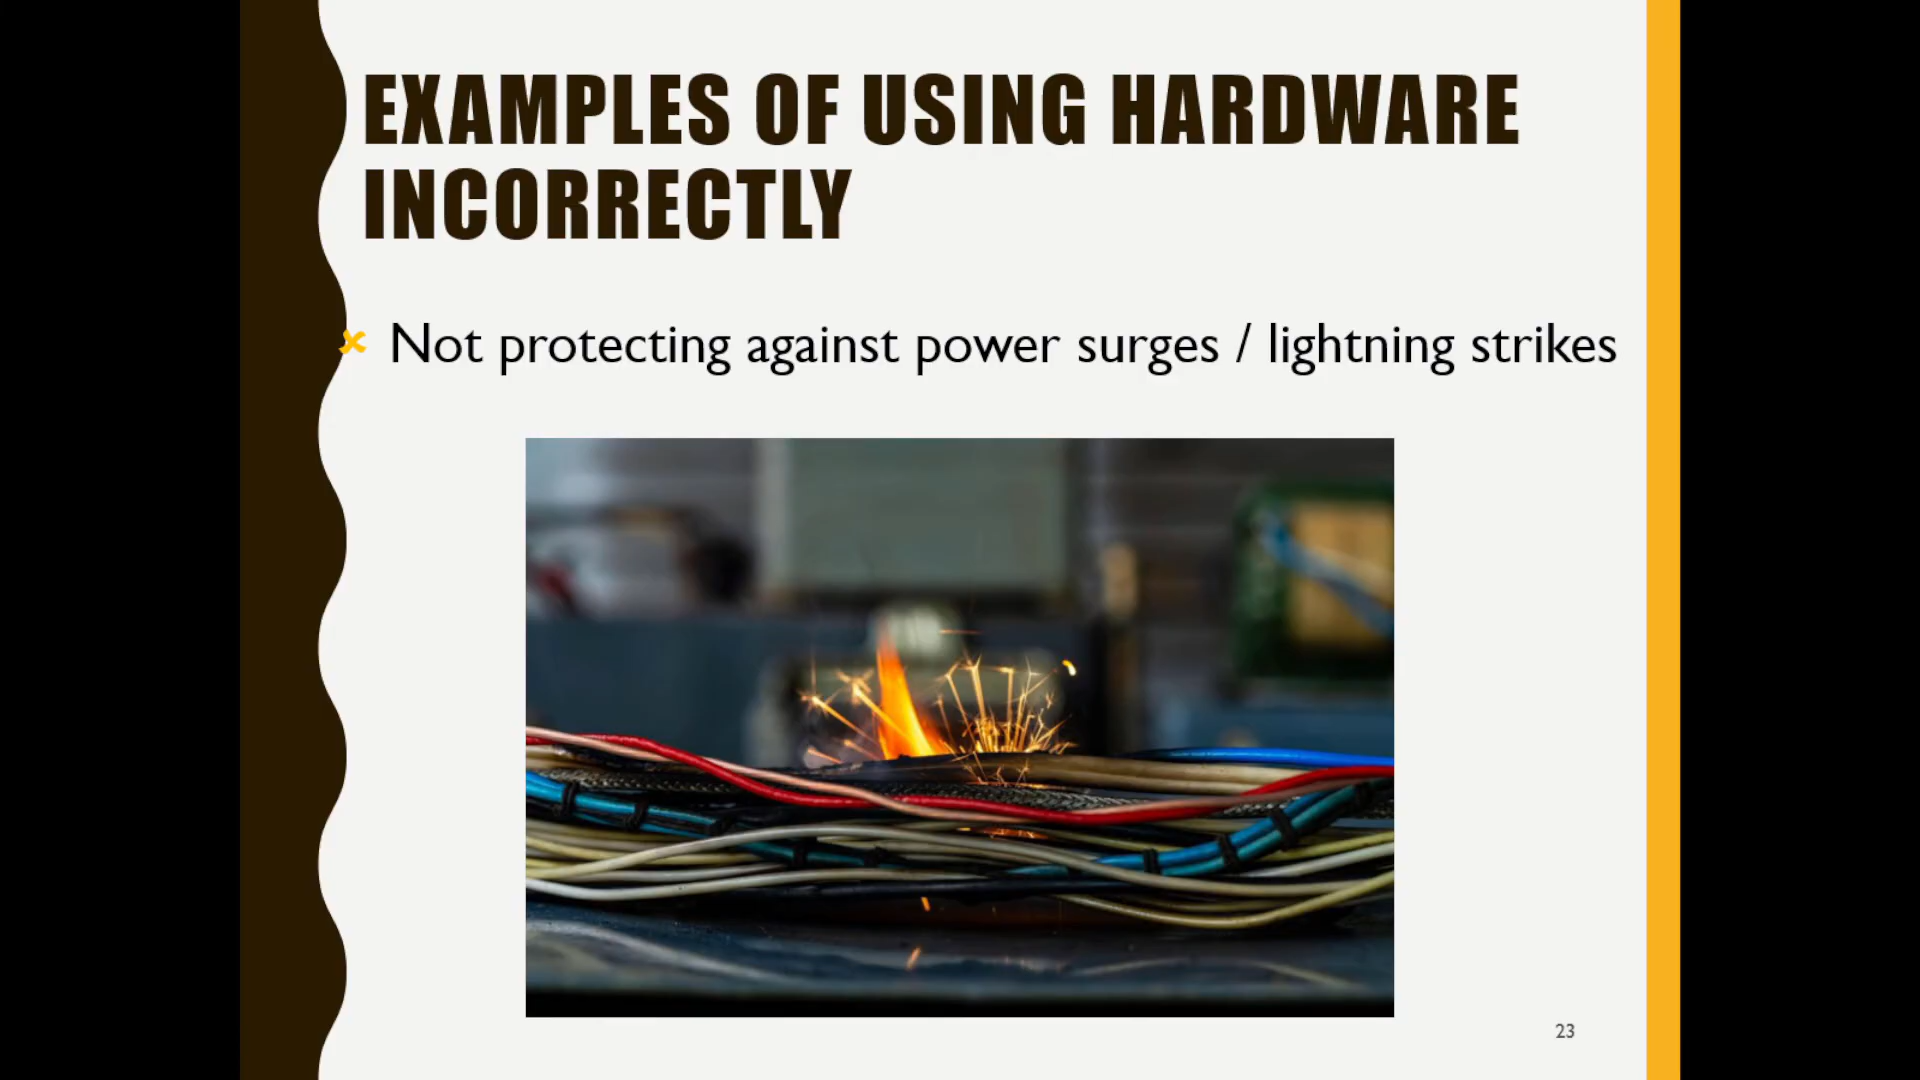 EXAMPLES OF USING HARDWARE
INCORRECTLY
Not protecting against power surges / lightning strikes
23